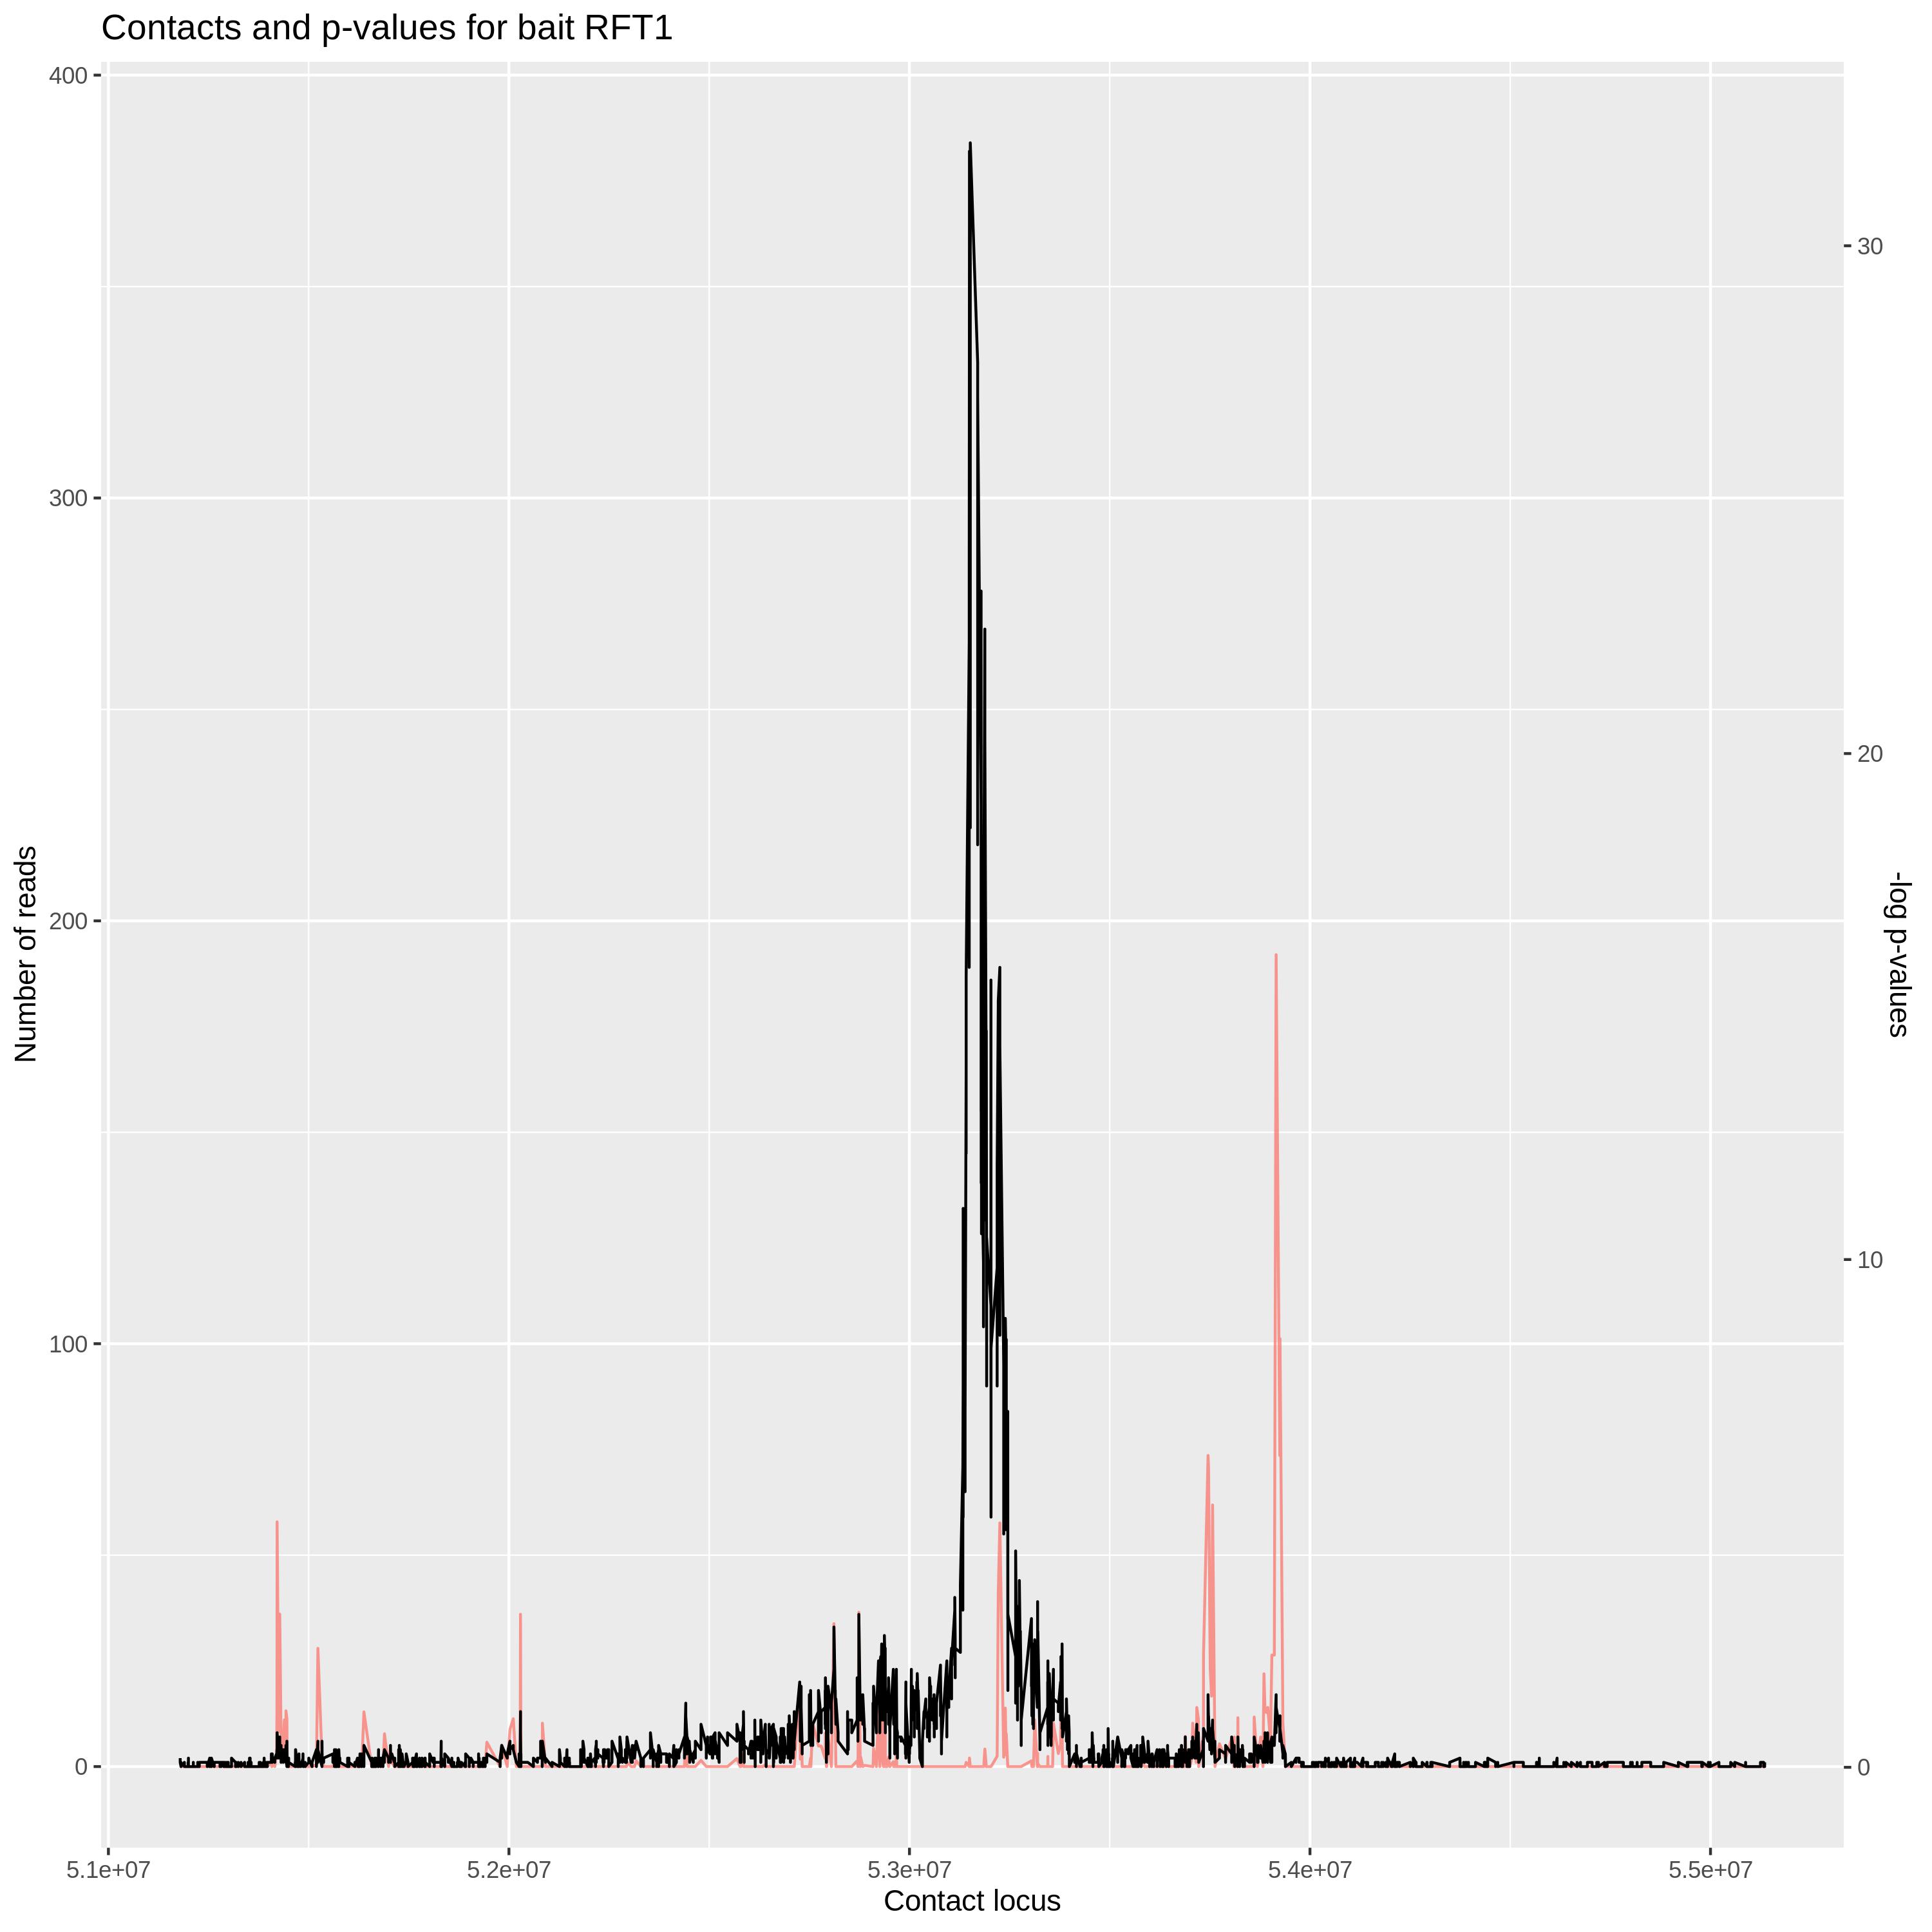 Contacts and p-values for bait RFT1
400
300
200
100
0
30
20
10
0
Number of reads
-log p-values
5.1e+07
5.2e+07
5.3e+07
5.4e+07
5.5e+07
Contact locus